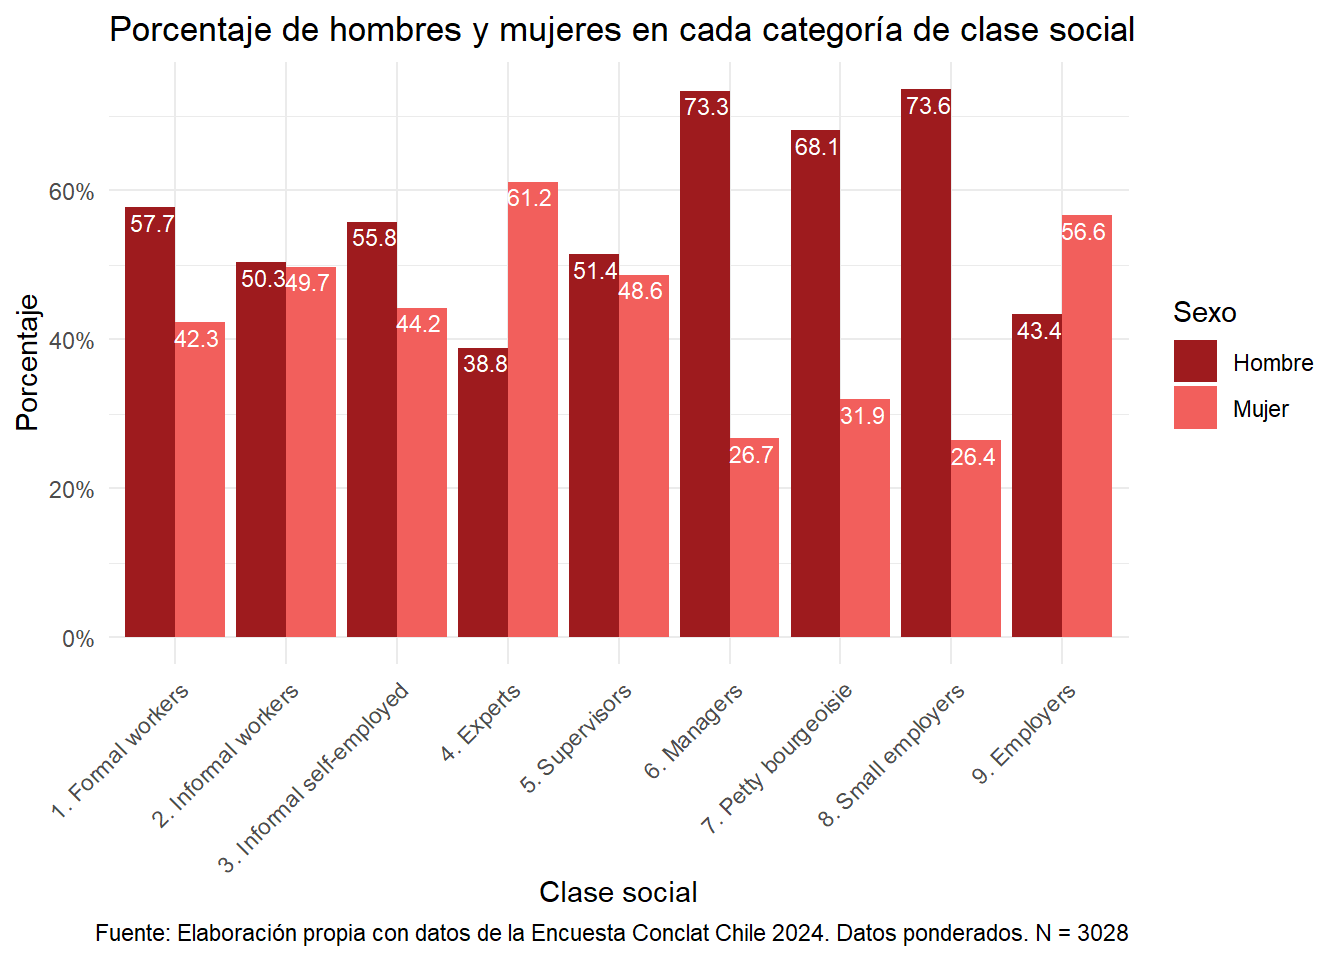 Porcentaje de hombres y mujeres en cada categoría de clase social
Porcentaje
60%
40%
20%
0%
57.7
42.3
50.3
49.7
55.8
44.2
38.8
61.2
51.4
48.6
73.3
26.7
68.1
31.9
73.6
26.4
43.4
56.6
Sexo
Hombre
Mujer
1. Formal workers
2. Informal workers
3. Informal self-employed
4. Experts
5. Supervisors
6. Managers
7. Petty bourgeoisie
8. Small employers
9. Employers
Clase social
Fuente: Elaboración propia con datos de la Encuesta Conclat Chile 2024. Datos ponderados. N = 3028